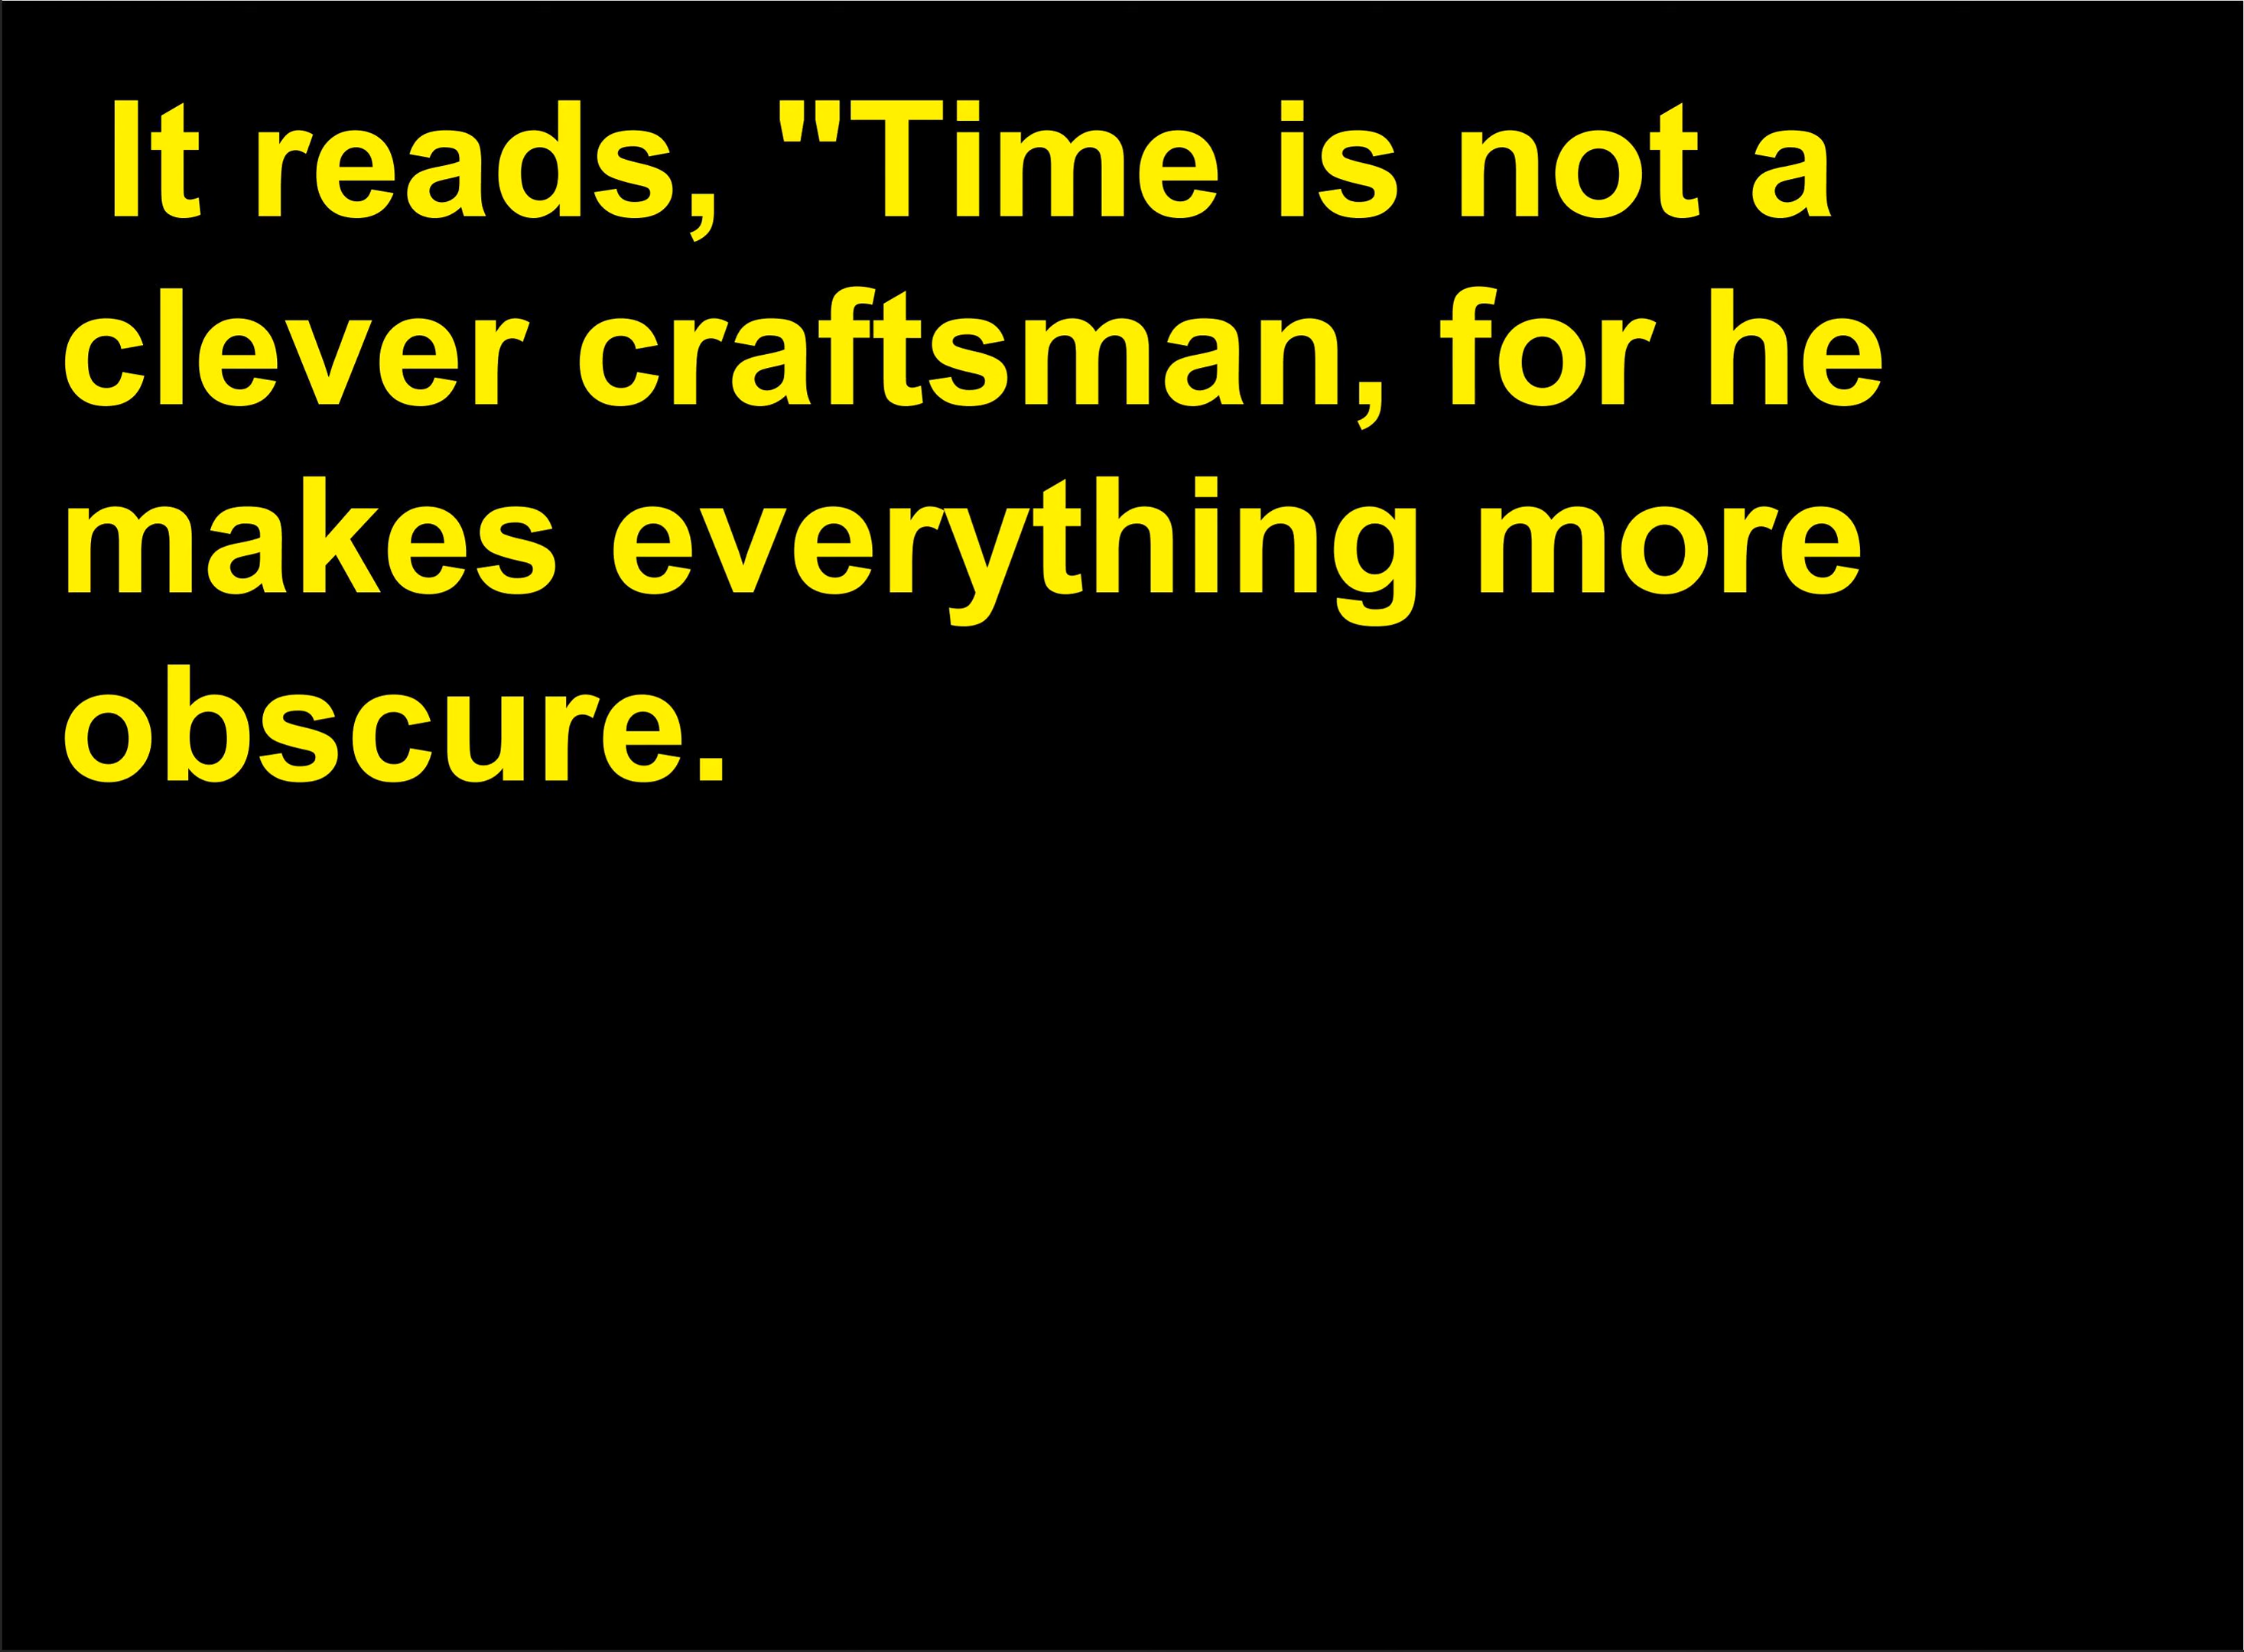 It reads, "Time is not a
clever craftsman, for he
makes everything more
obscure.